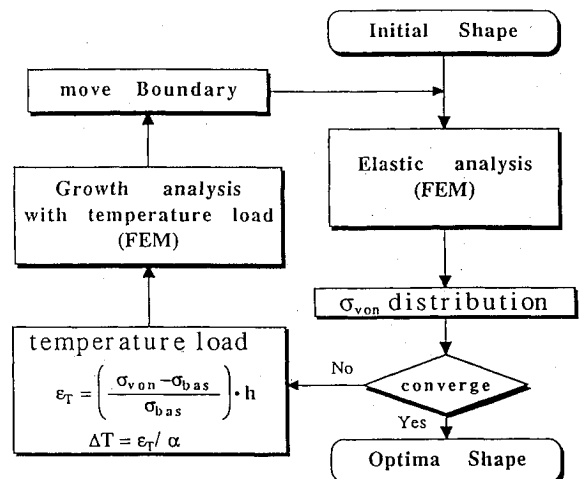 Initial Shape
move Boundary
Elastic analysis
(FEM)
Growth analysis
with temperature load
(FEM)
σvon distribution
temperature load
εT = ( σvon−σbas / σbas ) • h
ΔT = εT/ α
No
converge
Yes
Optima Shape